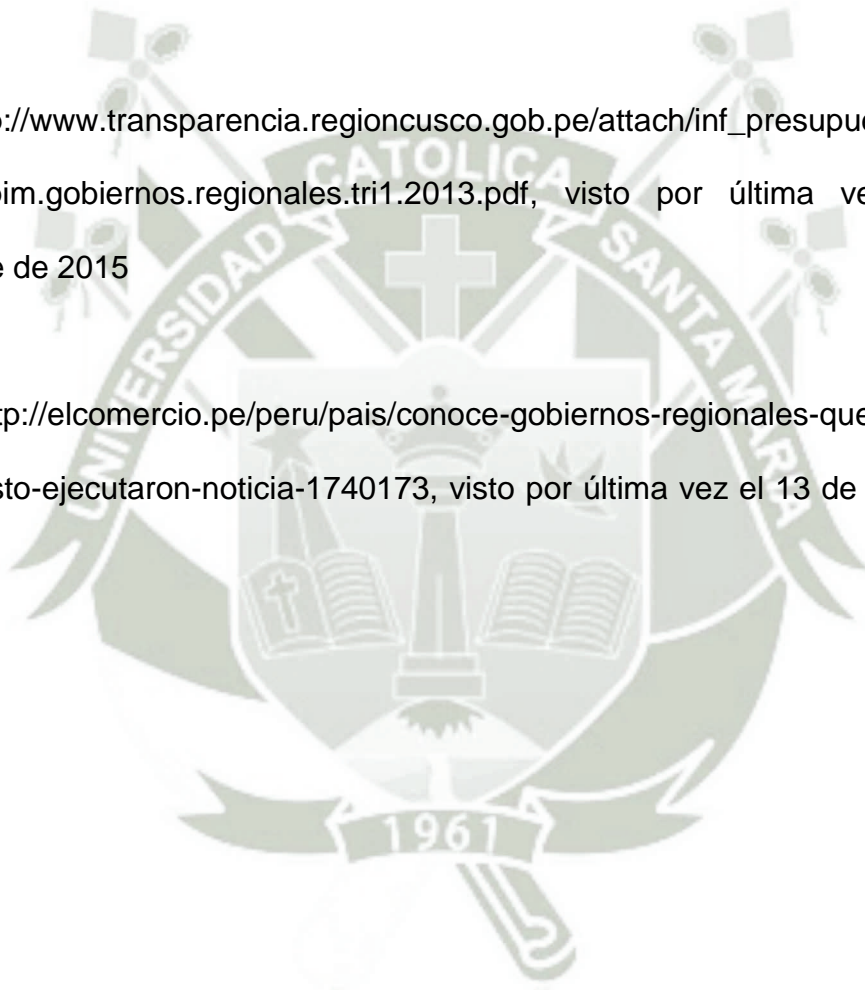 ://www.transparencia.regioncusco.gob.pe/attach/inf_presupu
im.gobiernos.regionales.tri1.2013.pdf, visto por última ve
de 2015
tp://elcomercio.pe/peru/pais/conoce-gobiernos-regionales-que
sto-ejecutaron-noticia-1740173, visto por última vez el 13 de
UNIVERSIDAD CATOLICA SANTA MARIA
1961